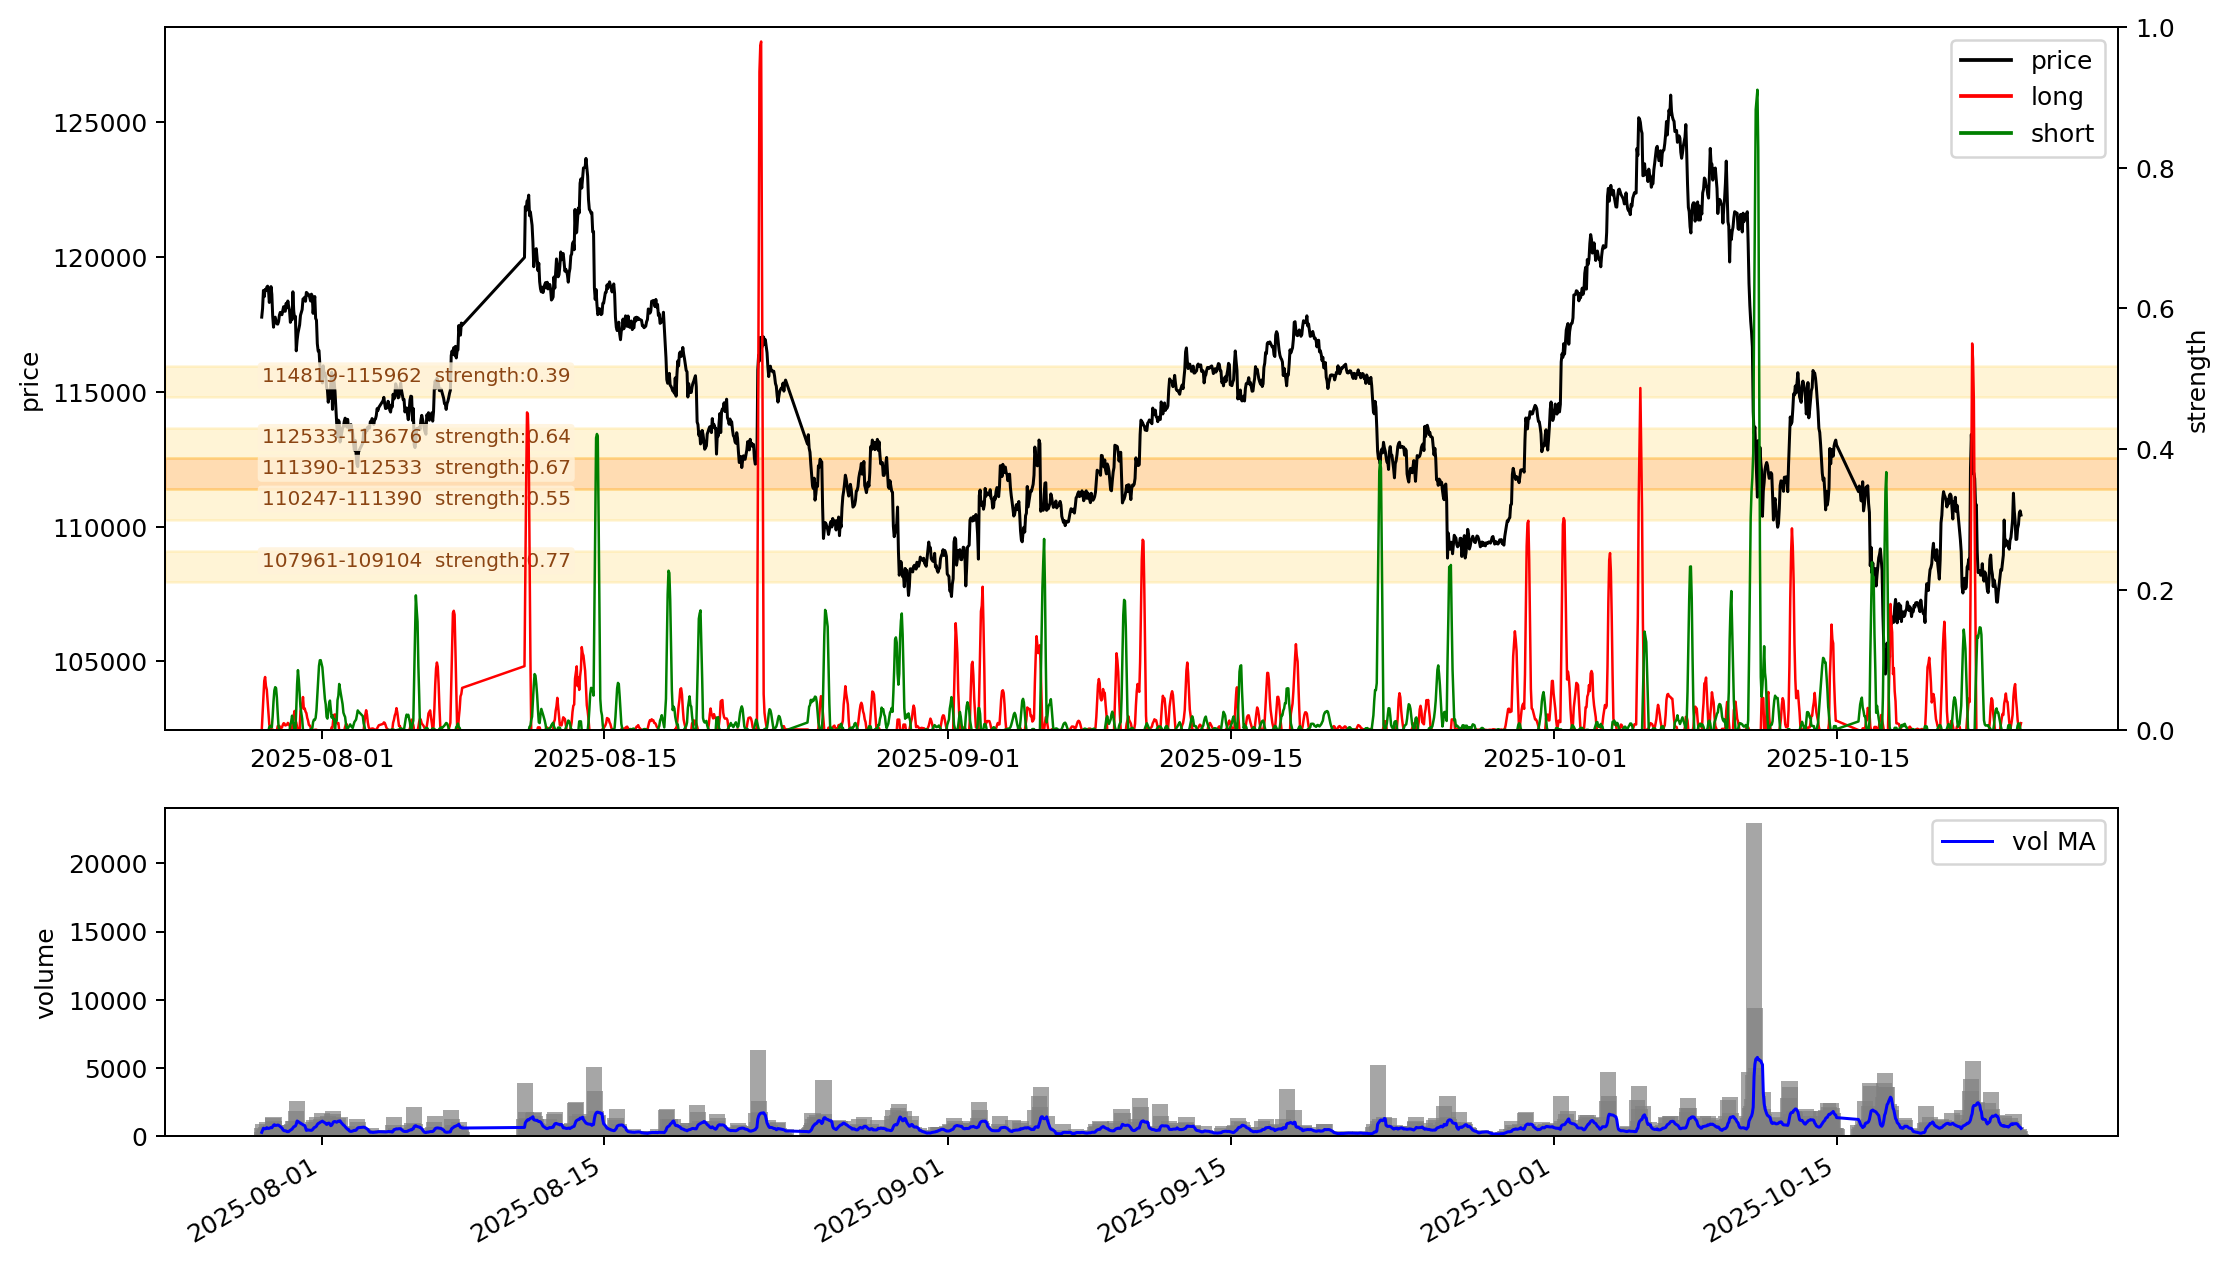 price
long
short
125000
120000
115000
110000
105000
price
1.0
0.8
0.6
0.4
0.2
0.0
strength
114819-115962 strength:0.39
112533-113676 strength:0.64
111390-112533 strength:0.67
110247-111390 strength:0.55
107961-109104 strength:0.77
2025-08-01 2025-08-15 2025-09-01 2025-09-15 2025-10-01 2025-10-15
vol MA
20000
15000
10000
5000
0
volume
2025-08-01 2025-08-15 2025-09-01 2025-09-15 2025-10-01 2025-10-15